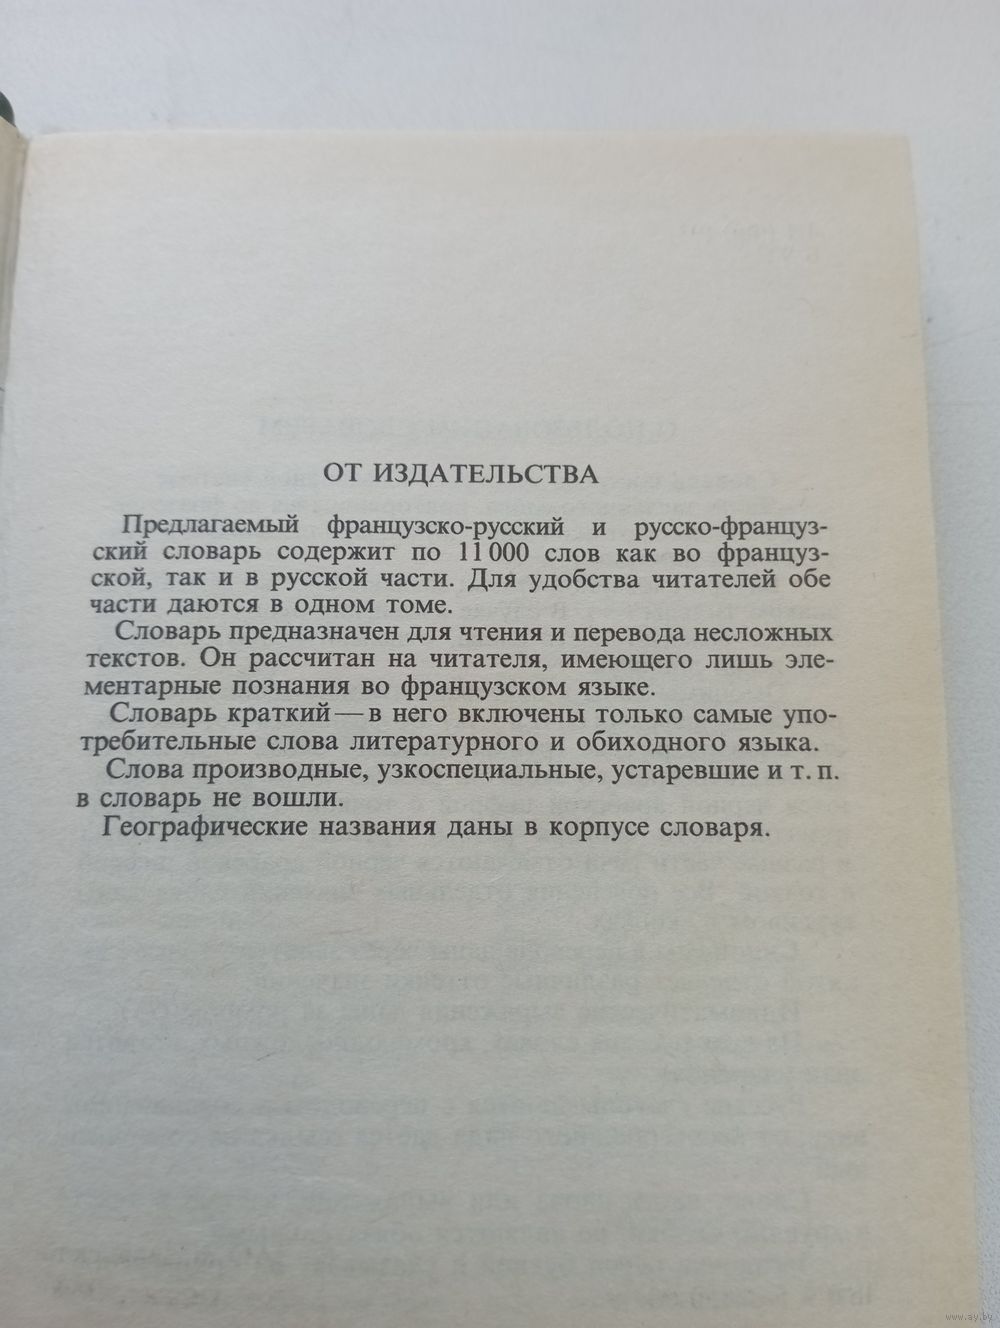 ОТ ИЗДАТЕЛЬСТВА
Предлагаемый французско-русский и русско-француз-
ский словарь содержит по 11 000 слов как во француз-
ской, так и в русской части. Для удобства читателей обе
части даются в одном томе.
Словарь предназначен для чтения и перевода несложных
текстов. Он рассчитан на читателя, имеющего лишь эле-
ментарные познания во французском языке.
Словарь краткий — в него включены только самые упо-
требительные слова литературного и обиходного языка.
Слова производные, узкоспециальные, устаревшие и т. п.
в словарь не вошли.
Географические названия даны в корпусе словаря.
www.ay.by